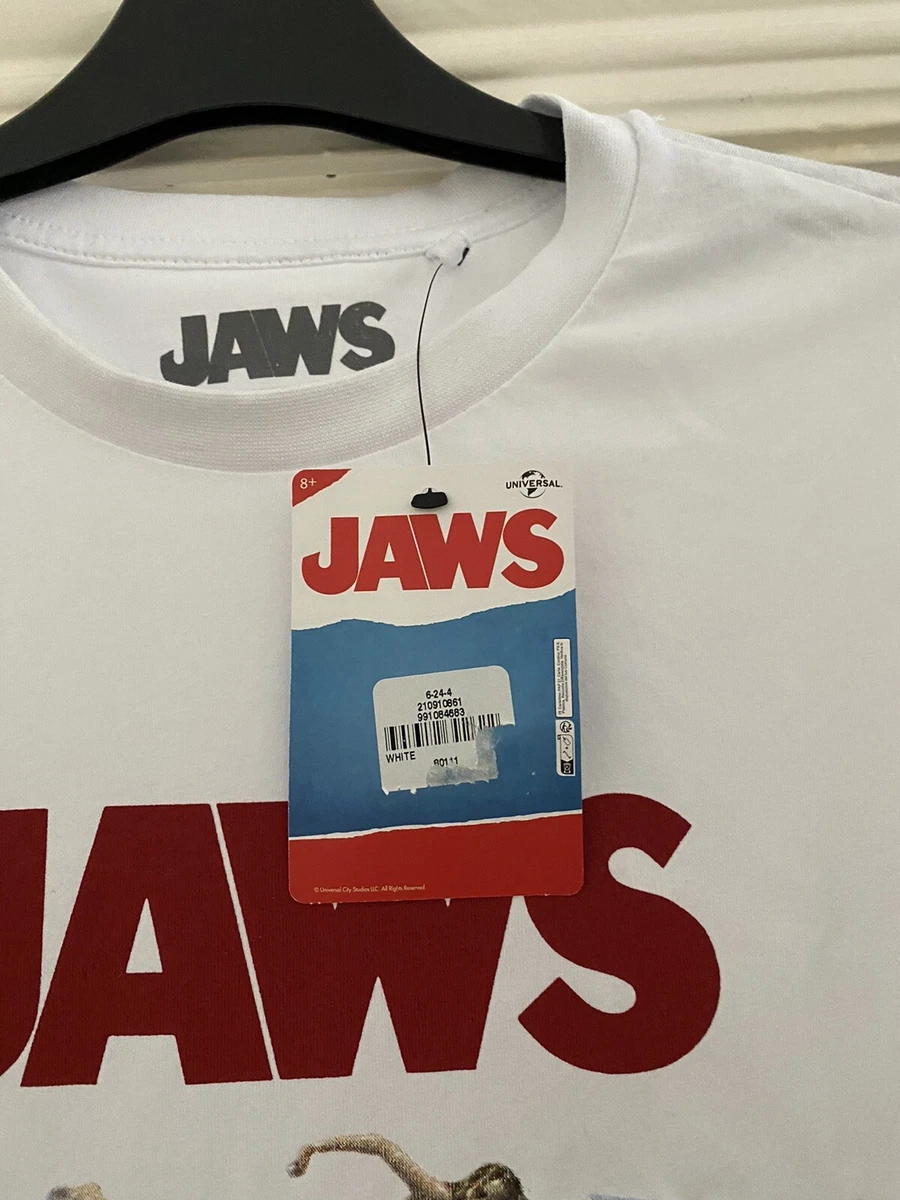 JAWS
8+
UNIVERSAL.
JAWS
6-24-4
210910861
991084683
WHITE
© Universal City Studios LLC. All Rights Reserved.
JAWS